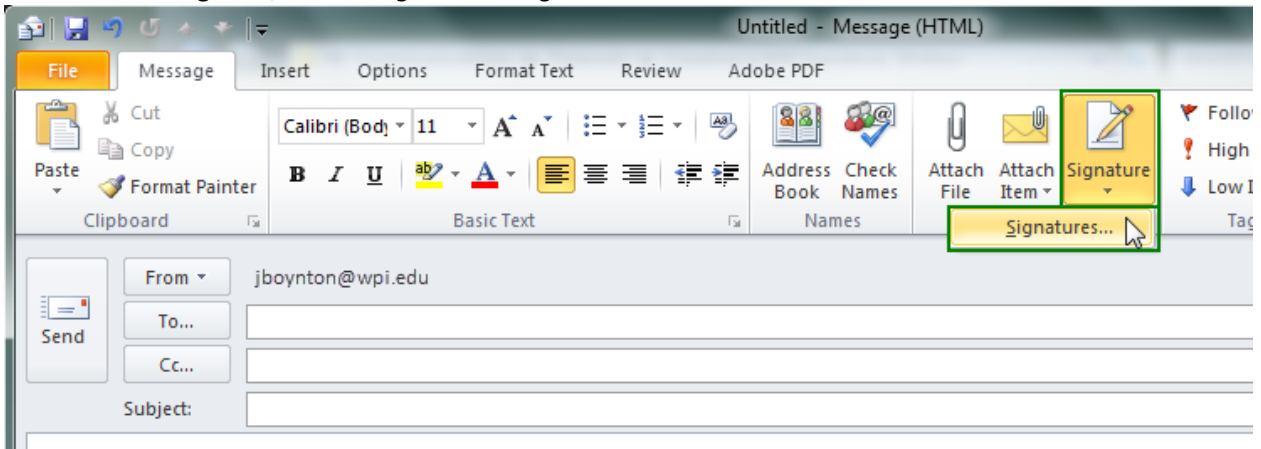 Untitled - Message (HTML)
File Message Insert Options Format Text Review Adobe PDF
Cut
Copy
Format Painter
Paste
Clipboard
Calibri (Body 11
B I U
Basic Text
Address Book
Check Names
Names
Attach File
Attach Item
Signature
Signatures...
High
From
jboynton@wpi.edu
To...
Cc...
Subject:
Send